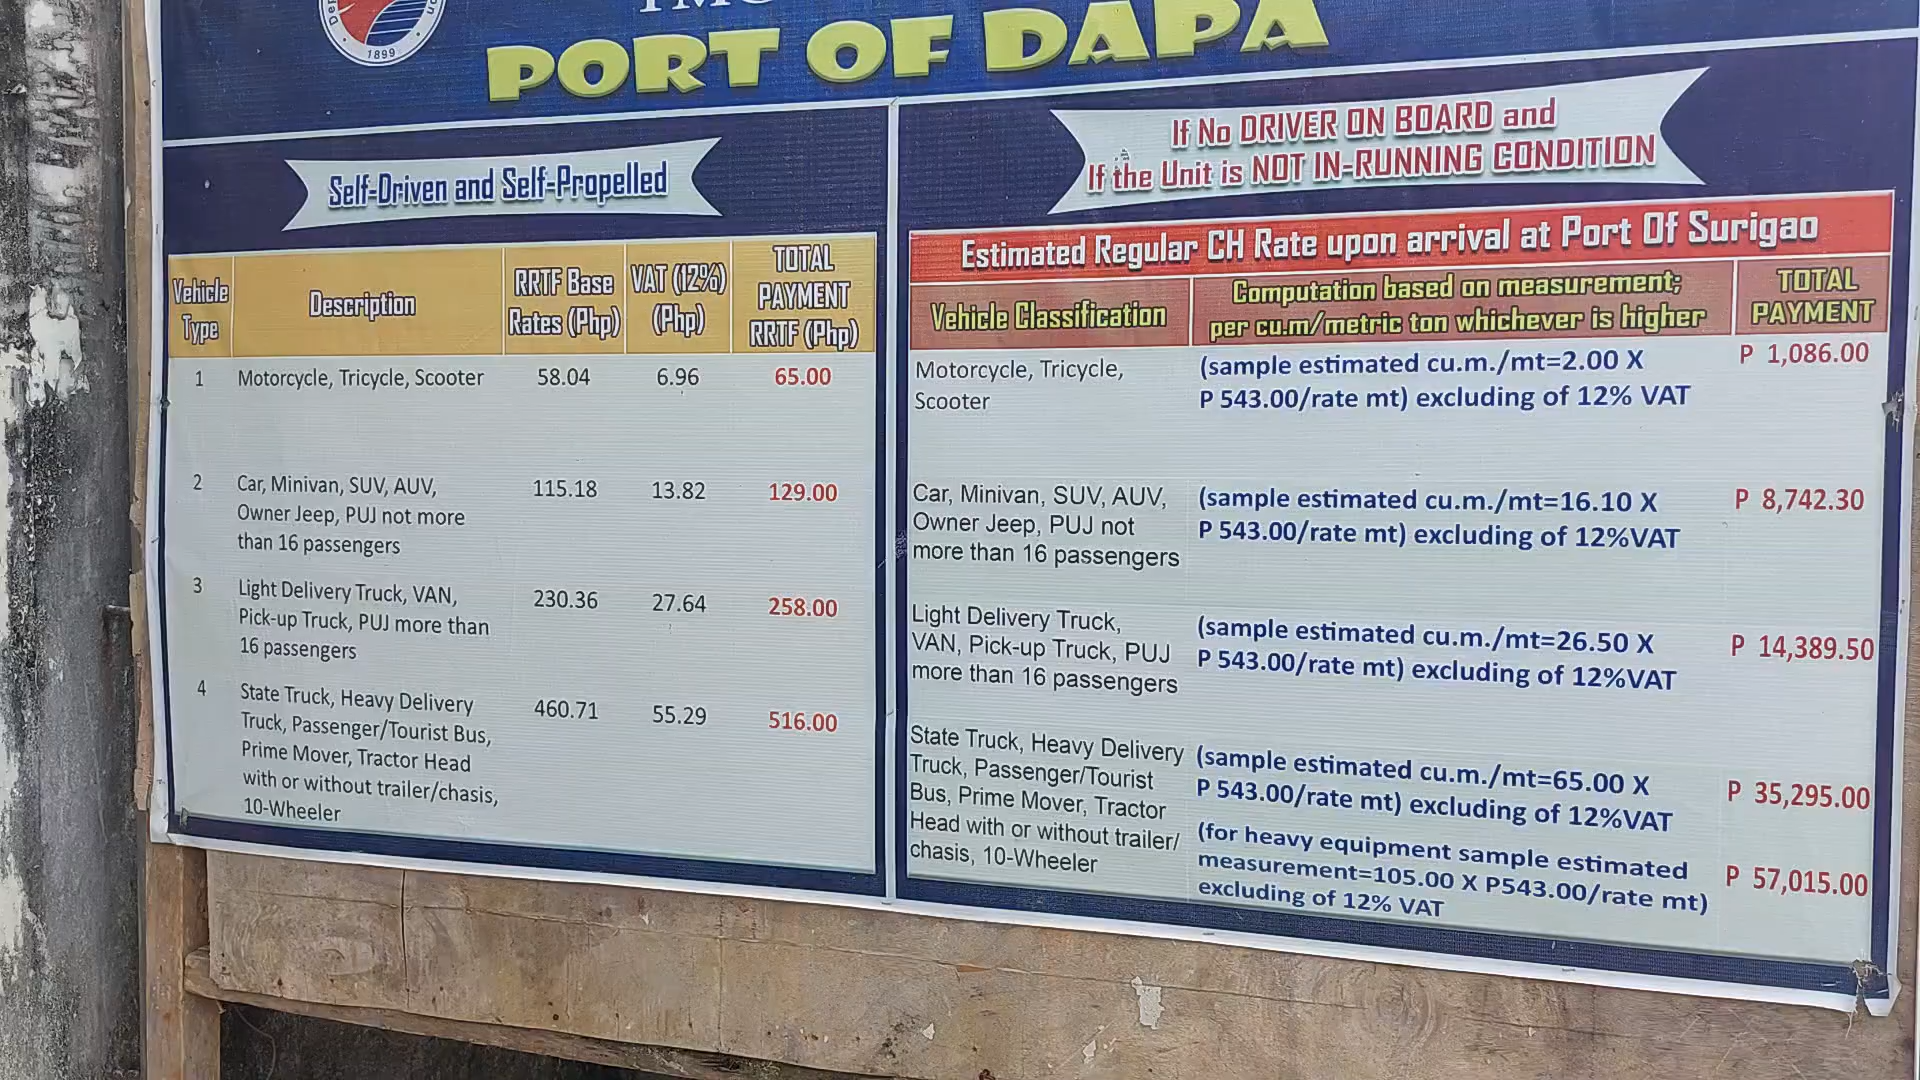 1899
PORT OF DAPA
Self-Driven and Self-Propelled
Vehicle Type
Description
RRTF Base Rates (Php)
VAT (12%) (Php)
TOTAL PAYMENT RRTF (Php)
1
Motorcycle, Tricycle, Scooter
58.04
6.96
65.00
2
Car, Minivan, SUV, AUV,
Owner Jeep, PUJ not more
than 16 passengers
115.18
13.82
129.00
3
Light Delivery Truck, VAN,
Pick-up Truck, PUJ more than
16 passengers
230.36
27.64
258.00
4
State Truck, Heavy Delivery
Truck, Passenger/Tourist Bus,
Prime Mover, Tractor Head
with or without trailer/chasis,
10-Wheeler
460.71
55.29
516.00
If No DRIVER ON BOARD and
If the Unit is NOT IN-RUNNING CONDITION
Estimated Regular CH Rate upon arrival at Port Of Surigao
Vehicle Classification
Computation based on measurement;
per cu.m/metric ton whichever is higher
TOTAL
PAYMENT
Motorcycle, Tricycle,
Scooter
(sample estimated cu.m./mt=2.00 X
P 543.00/rate mt) excluding of 12% VAT
P 1,086.00
Car, Minivan, SUV, AUV,
Owner Jeep, PUJ not
more than 16 passengers
(sample estimated cu.m./mt=16.10 X
P 543.00/rate mt) excluding of 12%VAT
P 8,742.30
Light Delivery Truck,
VAN, Pick-up Truck, PUJ
more than 16 passengers
(sample estimated cu.m./mt=26.50 X
P 543.00/rate mt) excluding of 12%VAT
P 14,389.50
State Truck, Heavy Delivery
Truck, Passenger/Tourist
Bus, Prime Mover, Tractor
Head with or without trailer/
chasis, 10-Wheeler
(sample estimated cu.m./mt=65.00 X
P 543.00/rate mt) excluding of 12%VAT
P 35,295.00
(for heavy equipment sample estimated
measurement=105.00 X P543.00/rate mt)
excluding of 12% VAT
P 57,015.00